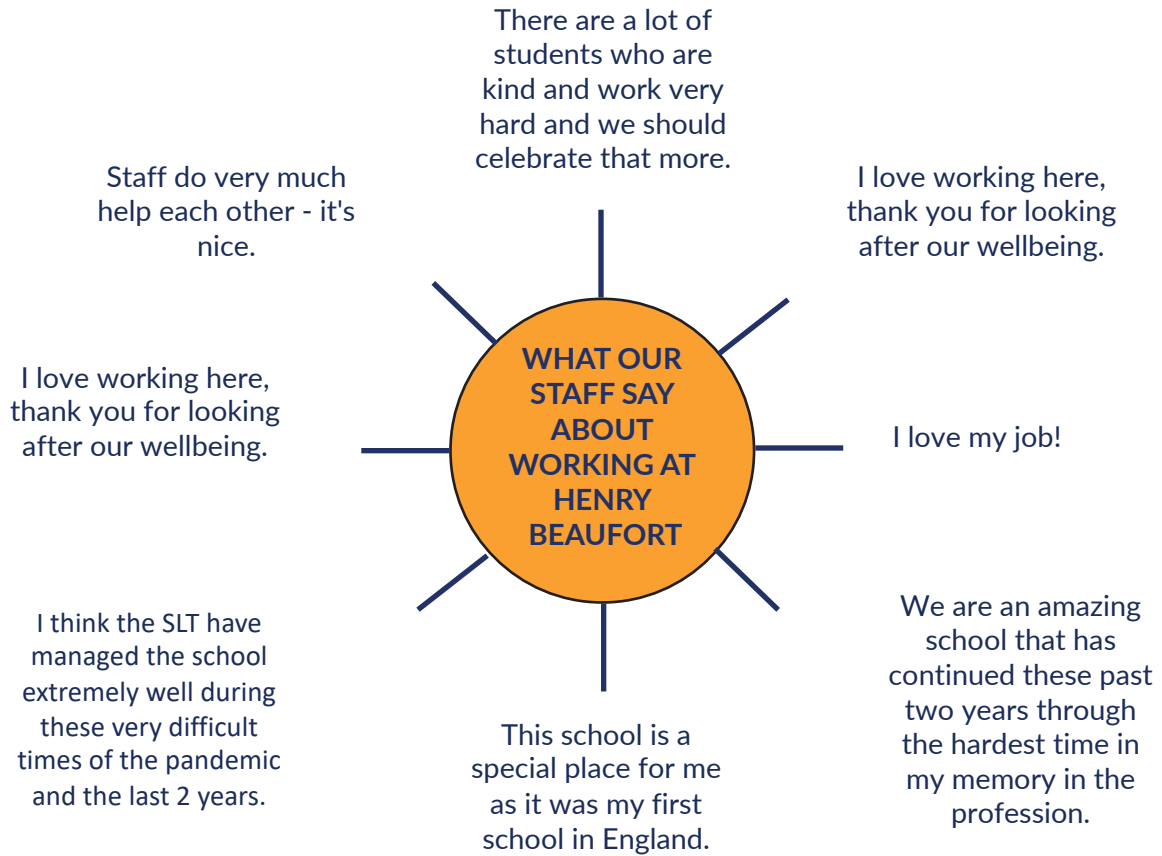 There are a lot of
students who are
kind and work very
hard and we should
celebrate that more.
Staff do very much
help each other - it's
nice.
I love working here,
thank you for looking
after our wellbeing.
WHAT OUR
STAFF SAY
ABOUT
WORKING AT
HENRY
BEAUFORT
I love working here,
thank you for looking
after our wellbeing.
I love my job!
I think the SLT have
managed the school
extremely well during
these very difficult
times of the pandemic
and the last 2 years.
This school is a
special place for me
as it was my first
school in England.
We are an amazing
school that has
continued these past
two years through
the hardest time in
my memory in the
profession.